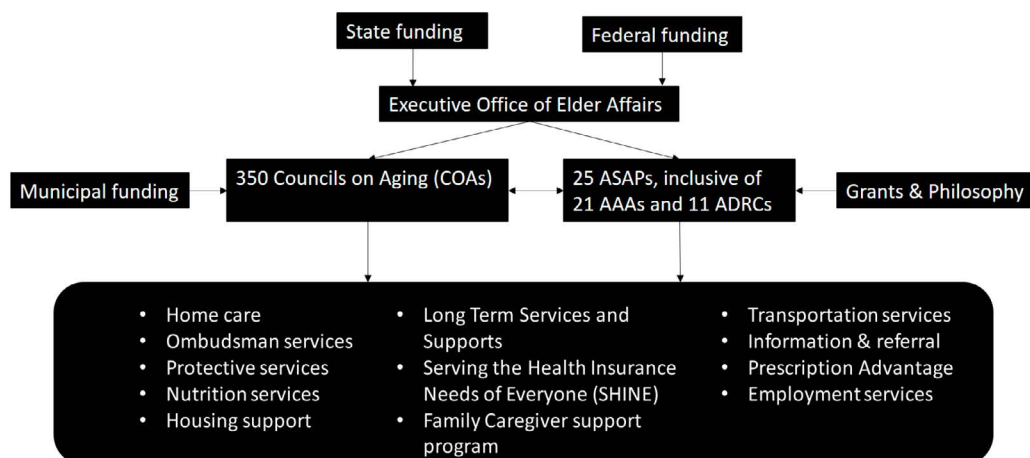 State funding
Federal funding
Executive Office of Elder Affairs
Municipal funding
350 Councils on Aging (COAs)
25 ASAPs, inclusive of
21 AAAs and 11 ADRCs
Grants & Philosophy
• Home care
• Ombudsman services
• Protective services
• Nutrition services
• Housing support
• Long Term Services and
Supports
• Serving the Health Insurance
Needs of Everyone (SHINE)
• Family Caregiver support
program
• Transportation services
• Information & referral
• Prescription Advantage
• Employment services